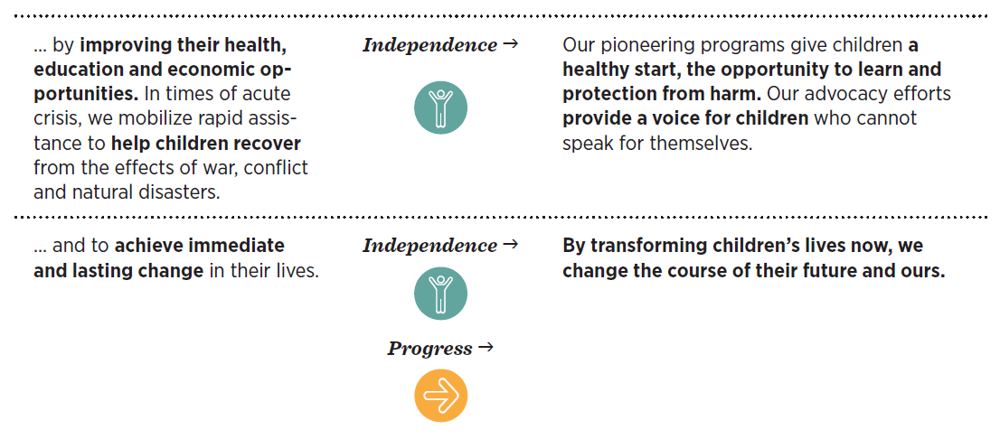 ... by improving their health,
education and economic op-
portunities. In times of acute
crisis, we mobilize rapid assis-
tance to help children recover
from the effects of war, conflict
and natural disasters.
Independence →
Our pioneering programs give children a
healthy start, the opportunity to learn and
protection from harm. Our advocacy efforts
provide a voice for children who cannot
speak for themselves.
... and to achieve immediate
and lasting change in their lives.
Independence →
Progress →
By transforming children’s lives now, we
change the course of their future and ours.